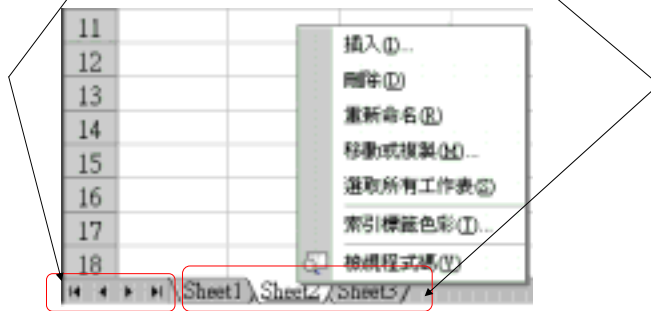 11
12
13
14
15
16
17
18
插入(I)...
刪除(D)
重新命名(R)
移動或複製(M)...
選取所有工作表(S)
索引標籤色彩(T)...
檢視程式碼(V)
Sheet1 Sheet2 Sheet3